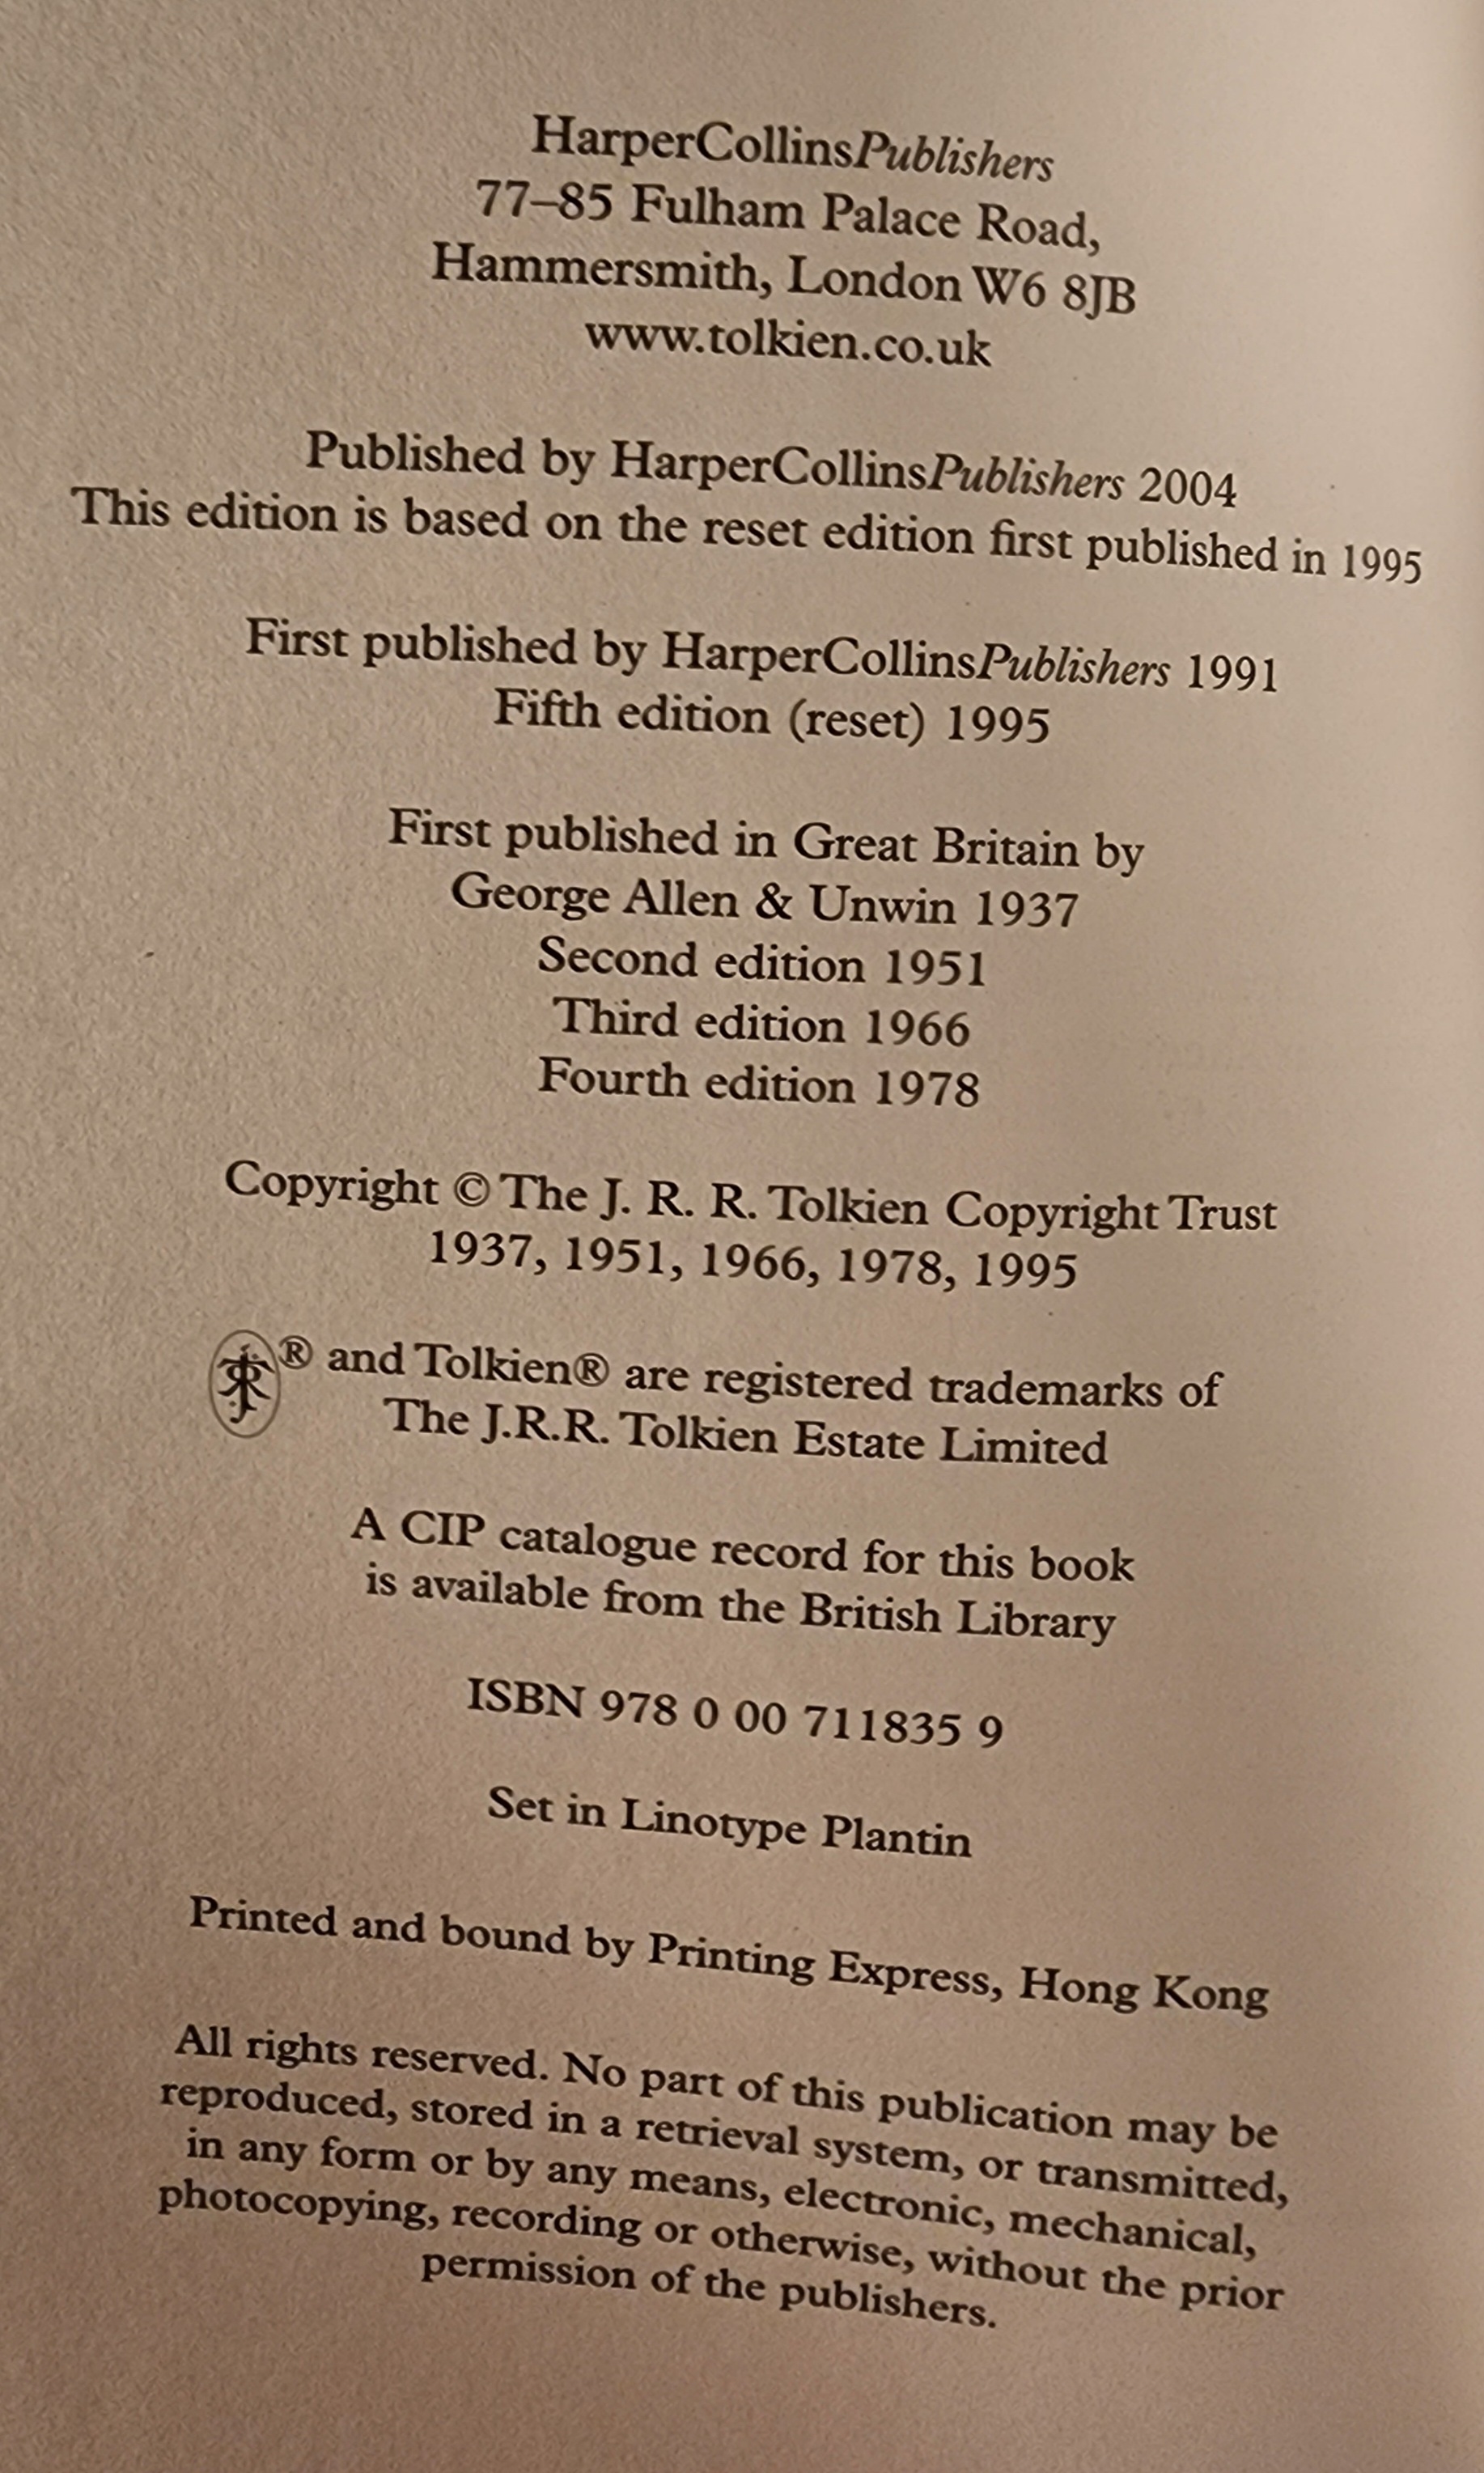 HarperCollinsPublishers
77–85 Fulham Palace Road,
Hammersmith, London W6 8JB
www.tolkien.co.uk
Published by HarperCollinsPublishers 2004
This edition is based on the reset edition first published in 1995
First published by HarperCollinsPublishers 1991
Fifth edition (reset) 1995
First published in Great Britain by
George Allen & Unwin 1937
Second edition 1951
Third edition 1966
Fourth edition 1978
Copyright © The J. R. R. Tolkien Copyright Trust
1937, 1951, 1966, 1978, 1995
® and Tolkien® are registered trademarks of
The J.R.R. Tolkien Estate Limited
A CIP catalogue record for this book
is available from the British Library
ISBN 978 0 00 711835 9
Set in Linotype Plantin
Printed and bound by Printing Express, Hong Kong
All rights reserved. No part of this publication may be
reproduced, stored in a retrieval system, or transmitted,
in any form or by any means, electronic, mechanical,
photocopying, recording or otherwise, without the prior
permission of the publishers.